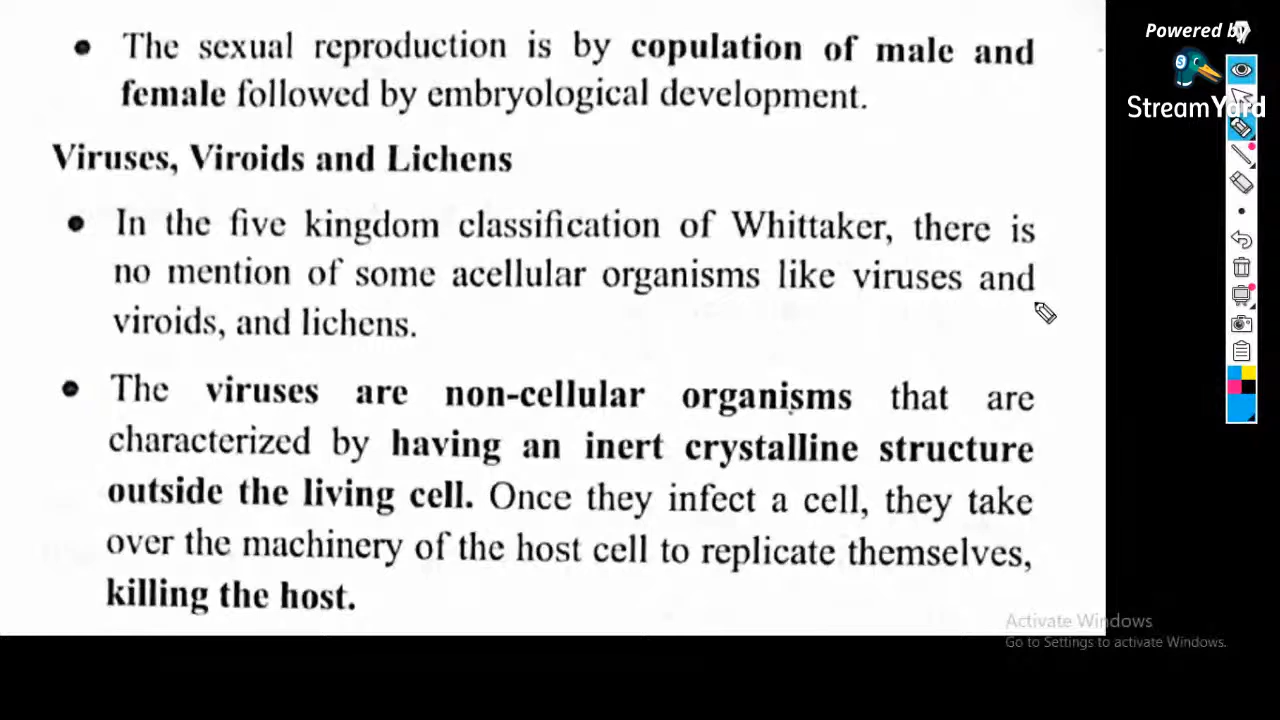 • The sexual reproduction is by copulation of male and
female followed by embryological development.
Viruses, Viroids and Lichens
• In the five kingdom classification of Whittaker, there is
no mention of some acellular organisms like viruses and
viroids, and lichens.
• The viruses are non-cellular organisms that are
characterized by having an inert crystalline structure
outside the living cell. Once they infect a cell, they take
over the machinery of the host cell to replicate themselves,
killing the host.
Powered by
StreamYard
Activate Windows
Go to Settings to activate Windows.